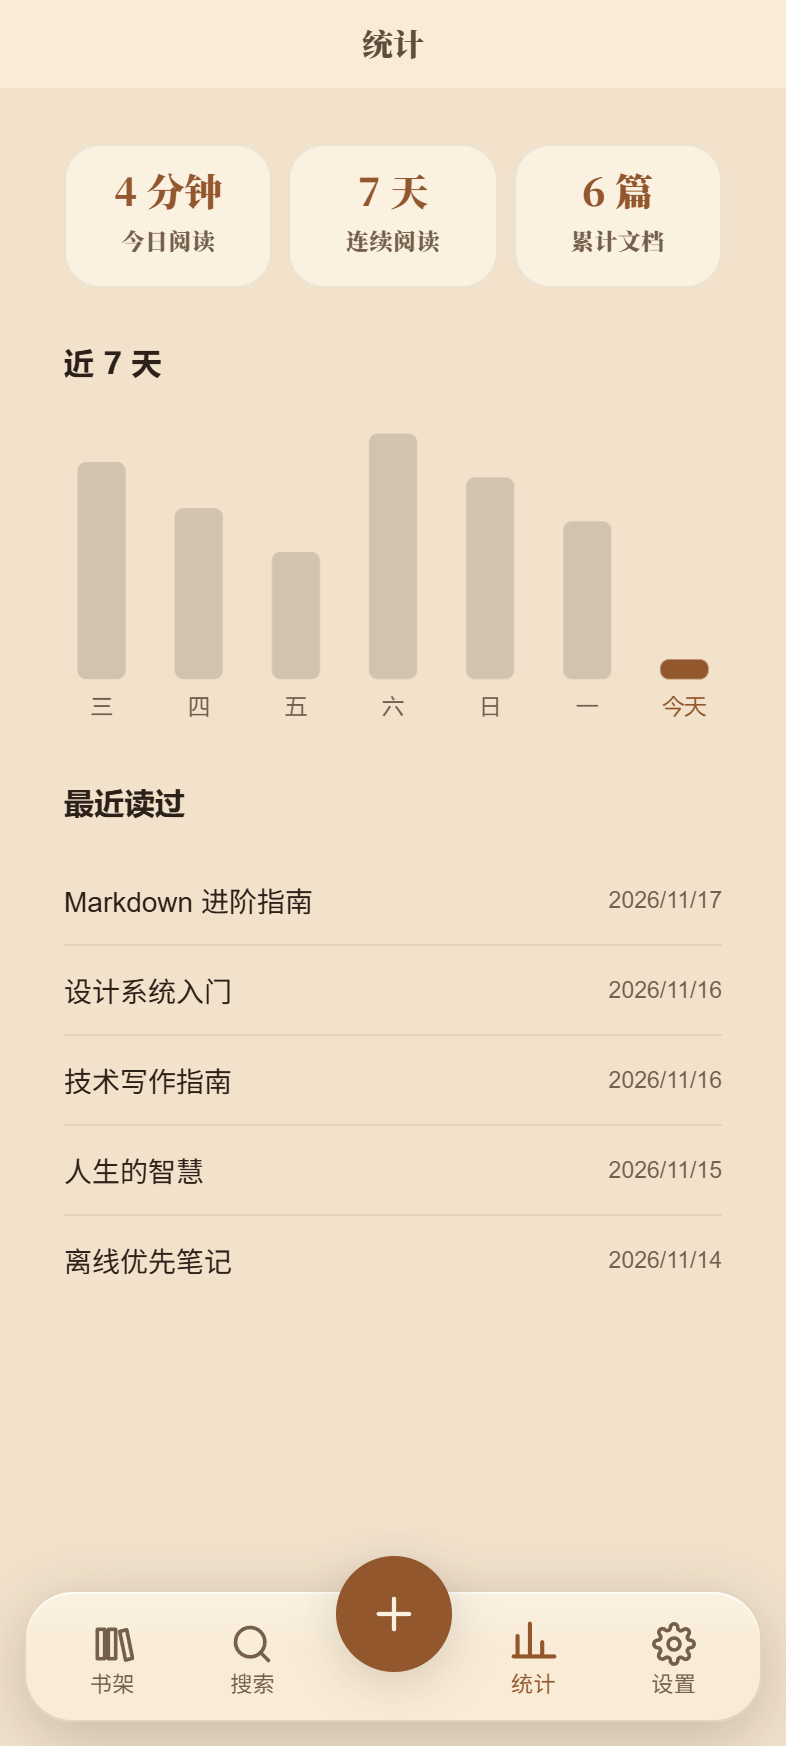 统计
4 分钟
今日阅读
7 天
连续阅读
6 篇
累计文档
近 7 天
三 四 五 六 日 一 今天
最近读过
Markdown 进阶指南 2026/11/17
设计系统入门 2026/11/16
技术写作指南 2026/11/16
人生的智慧 2026/11/15
离线优先笔记 2026/11/14
书架 搜索 统计 设置